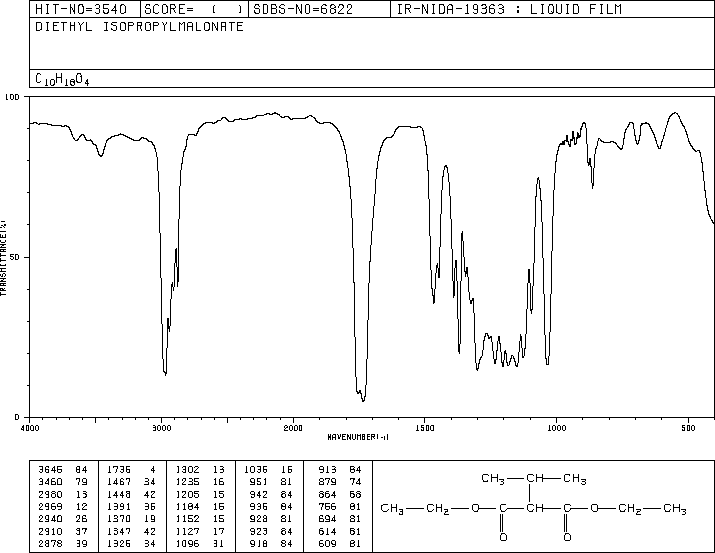 HIT-NO=3540 SCORE= ( ) SDBS-NO=6822 IR-NIDA-19363 : LIQUID FILM
DIETHYL ISOPROPYLMALONATE
C10H18O4
100
50
0
TRANSMITTANCE(%)
4000 3000 2000 1500 1000 500
WAVENUMBER(-1)
3646 84 1736 4 1302 13 1036 15 913 84
3460 79 1467 34 1235 16 951 81 879 74
2980 13 1448 42 1205 15 942 84 864 68
2969 12 1391 36 1184 16 936 84 756 81
2940 26 1370 19 1152 15 928 81 694 81
2910 37 1347 42 1127 17 923 84 614 81
2878 39 1326 34 1096 31 918 84 609 81
CH3 CH CH3
CH3 CH2 O C CH C O CH2 CH3
O O